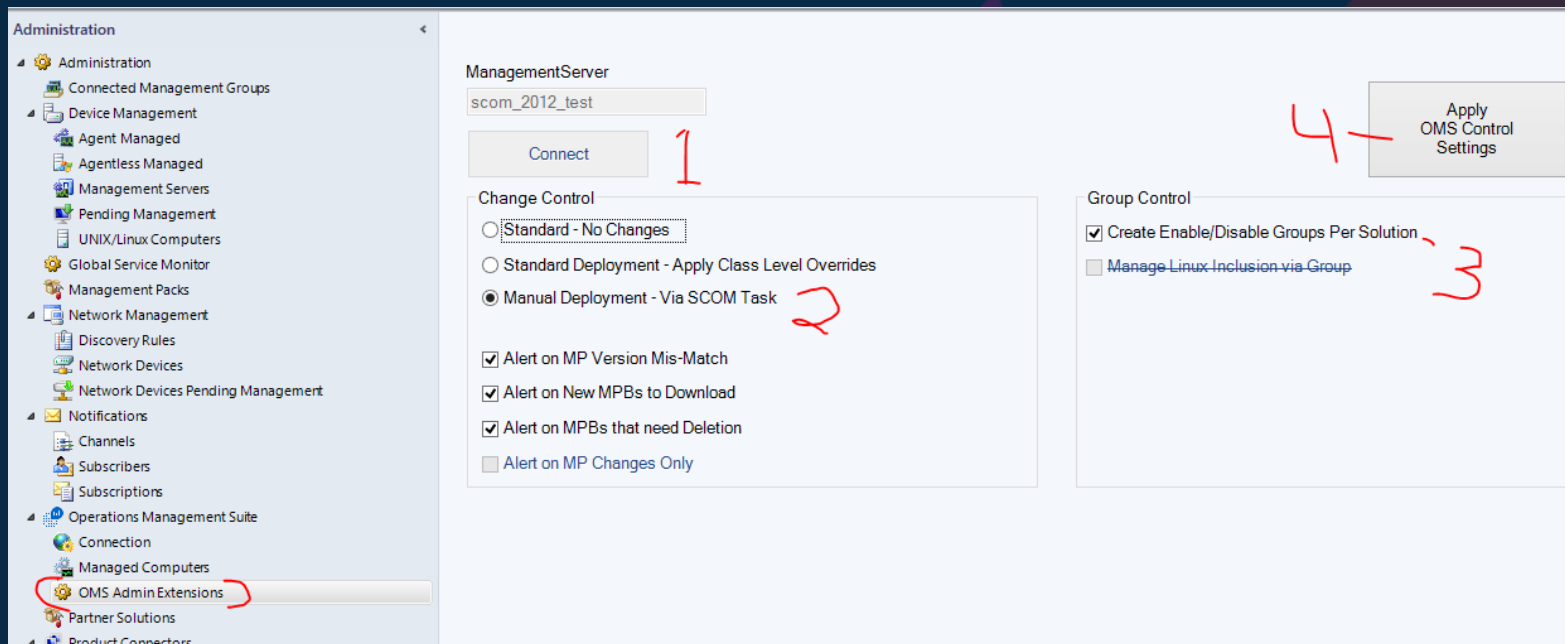 Administration
Administration
Connected Management Groups
Device Management
Agent Managed
Agentless Managed
Management Servers
Pending Management
UNIX/Linux Computers
Global Service Monitor
Management Packs
Network Management
Discovery Rules
Network Devices
Network Devices Pending Management
Notifications
Channels
Subscribers
Subscriptions
Operations Management Suite
Connection
Managed Computers
OMS Admin Extensions
Partner Solutions
Product Connectors
ManagementServer
scom_2012_test
Connect
1
Change Control
Standard - No Changes
Standard Deployment - Apply Class Level Overrides
Manual Deployment - Via SCOM Task
2
Alert on MP Version Mis-Match
Alert on New MPBs to Download
Alert on MPBs that need Deletion
Alert on MP Changes Only
4
Apply
OMS Control
Settings
Group Control
Create Enable/Disable Groups Per Solution
Manage Linux Inclusion via Group
3